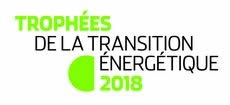 TROPHÉES
DE LA TRANSITION
ÉNERGÉTIQUE
2018